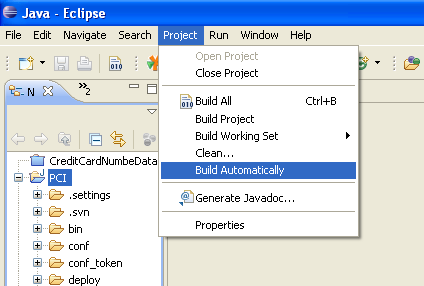 Java - Eclipse
File Edit Navigate Search Project Run Window Help
Open Project
Close Project
Build All Ctrl+B
Build Project
Build Working Set
Clean...
Build Automatically
Generate Javadoc...
Properties
010
N
»2
CreditCardNumbeData
PCI
.settings
.svn
bin
conf
conf_token
deploy